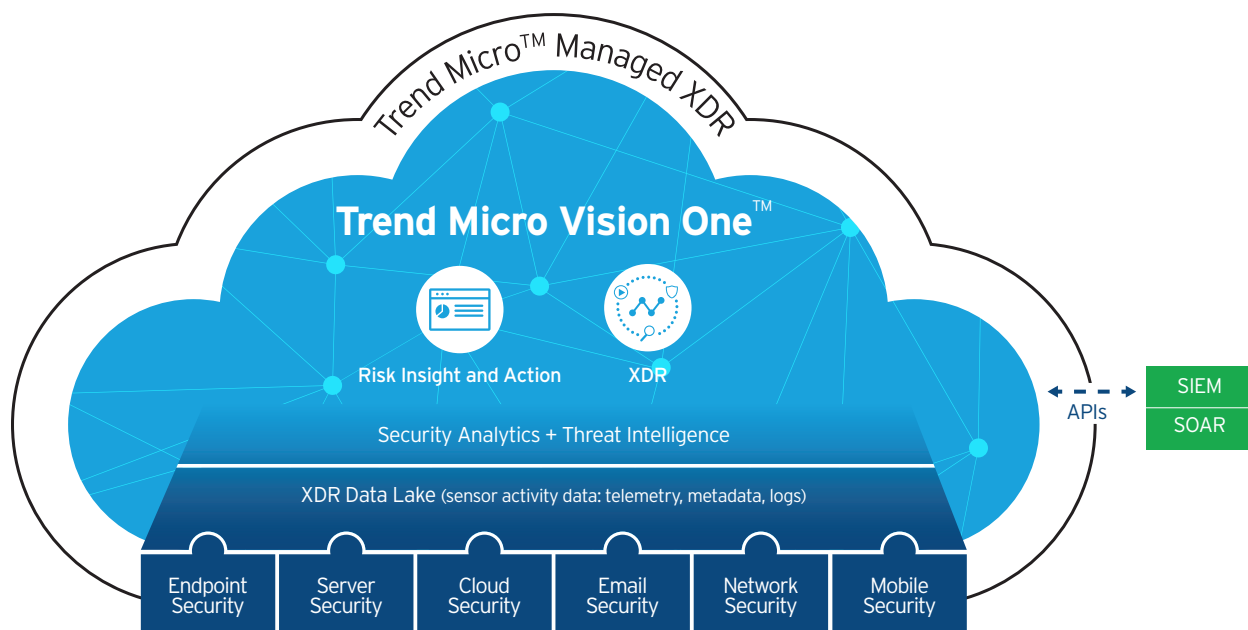 Trend Micro™ Managed XDR
Trend Micro Vision One™
Risk Insight and Action
XDR
Security Analytics + Threat Intelligence
XDR Data Lake (sensor activity data: telemetry, metadata, logs)
APIs
SIEM
SOAR
Endpoint
Security
Server
Security
Cloud
Security
Email
Security
Network
Security
Mobile
Security